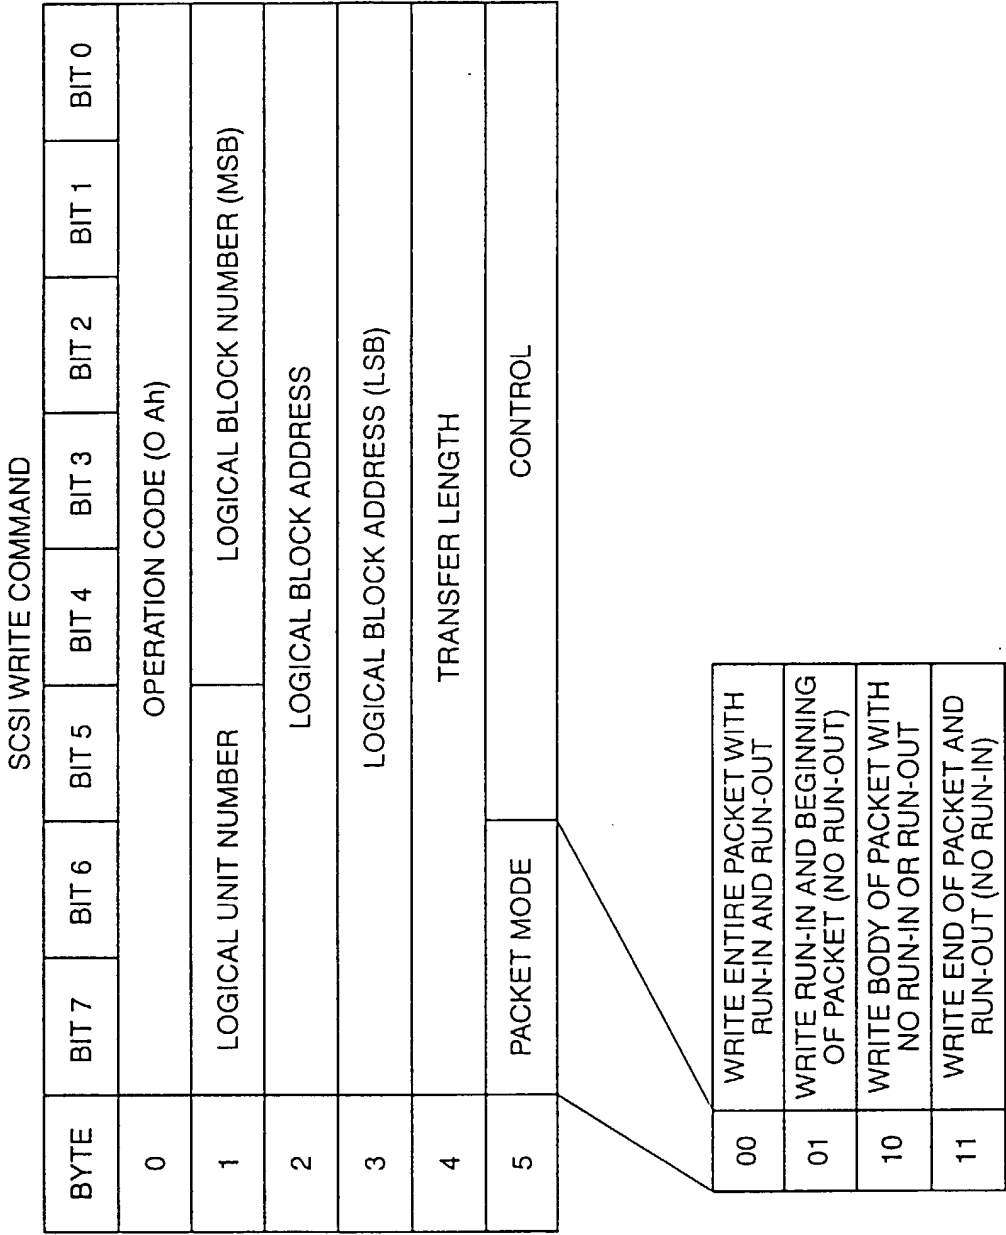 SCSI WRITE COMMAND
BYTE BIT 7 BIT 6 BIT 5 BIT 4 BIT 3 BIT 2 BIT 1 BIT 0
0 OPERATION CODE (O Ah)
1 LOGICAL UNIT NUMBER LOGICAL BLOCK NUMBER (MSB)
2 LOGICAL BLOCK ADDRESS
3 LOGICAL BLOCK ADDRESS (LSB)
4 TRANSFER LENGTH
5 PACKET MODE CONTROL
00 WRITE ENTIRE PACKET WITH
RUN-IN AND RUN-OUT
01 WRITE RUN-IN AND BEGINNING
OF PACKET (NO RUN-OUT)
10 WRITE BODY OF PACKET WITH
NO RUN-IN OR RUN-OUT
11 WRITE END OF PACKET AND
RUN-OUT (NO RUN-IN)